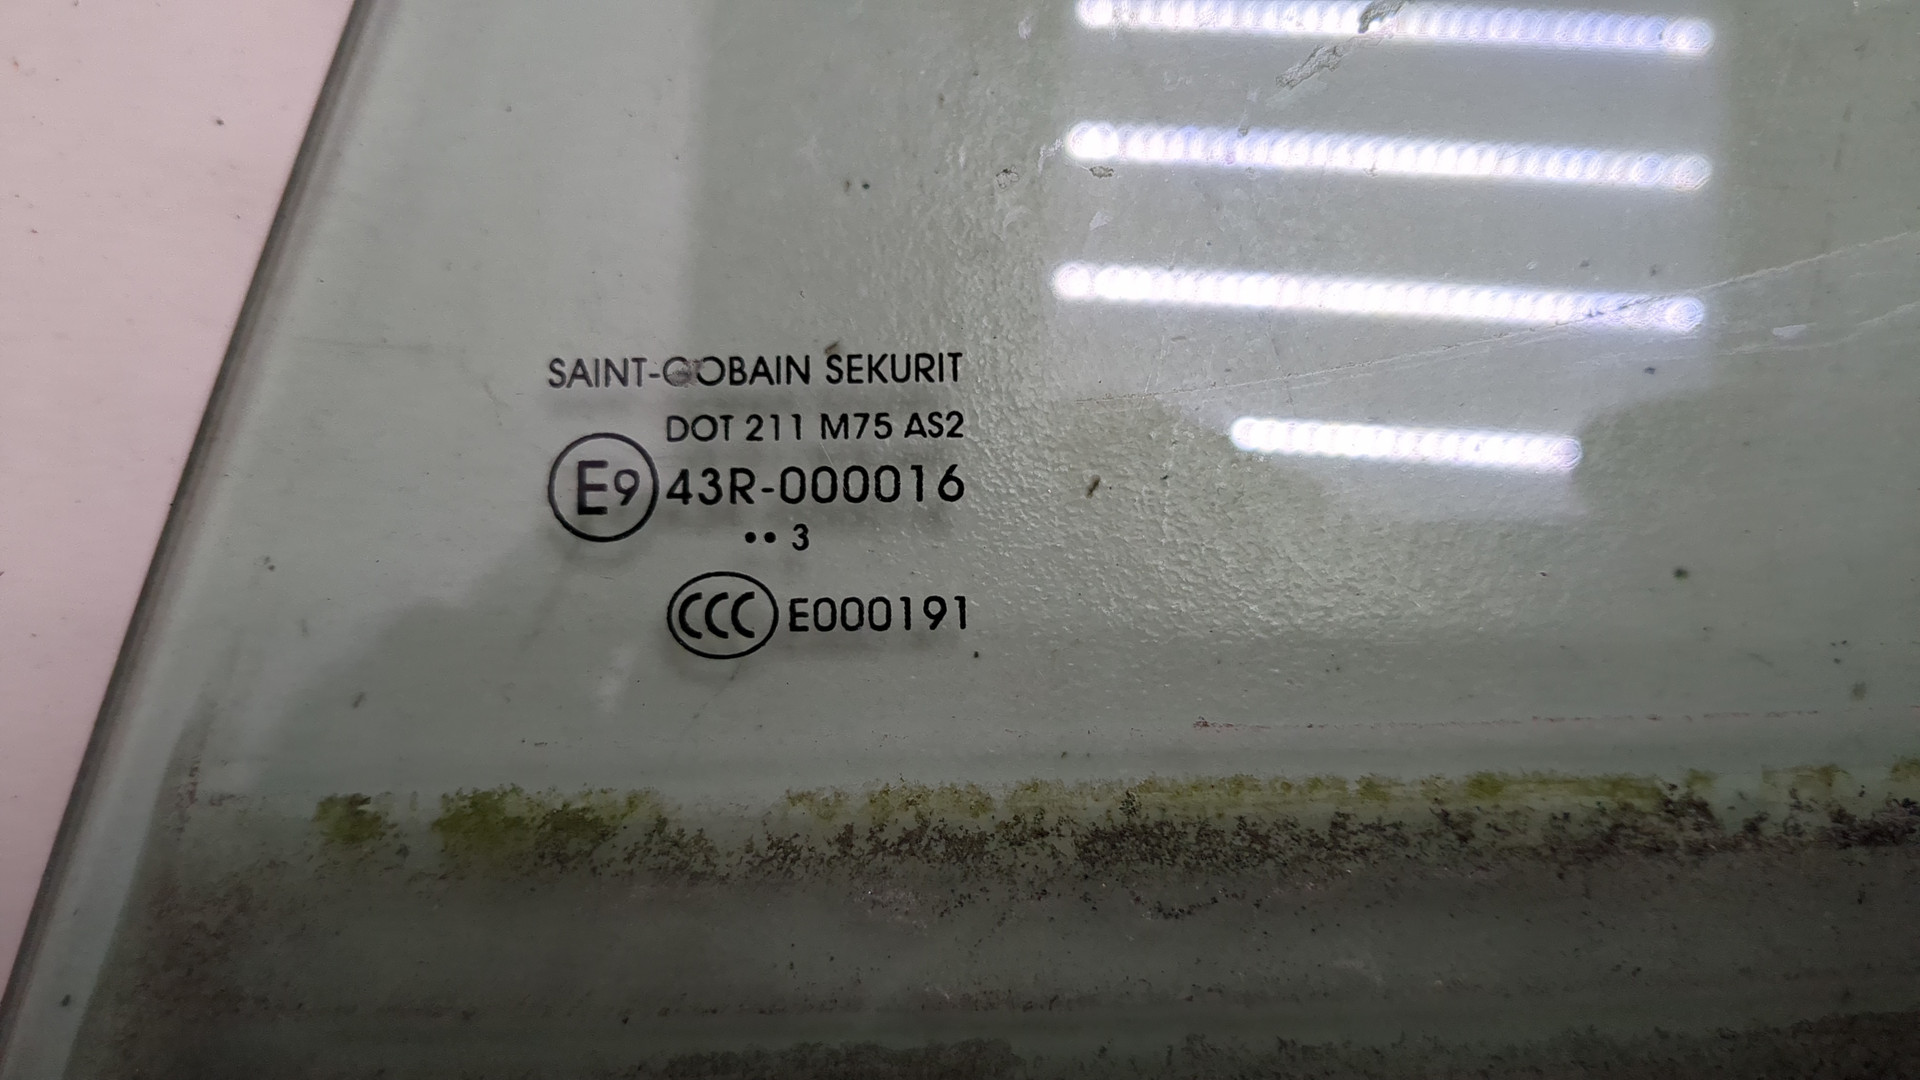 SAINT-GOBAIN SEKURIT
DOT 211 M75 AS2
E9 43R-000016
•• 3
CCC E000191